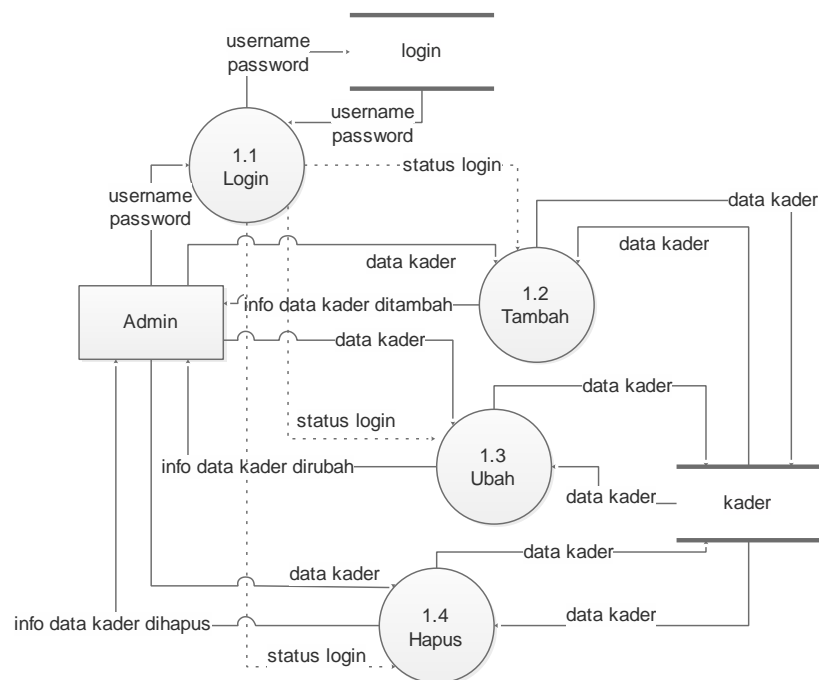 username
password
login
username
password
1.1
Login
status login
username
password
data kader
data kader
data kader
1.2
Tambah
info data kader ditambah
Admin
data kader
data kader
status login
1.3
Ubah
info data kader dirubah
data kader
kader
data kader
data kader
1.4
Hapus
data kader
info data kader dihapus
status login